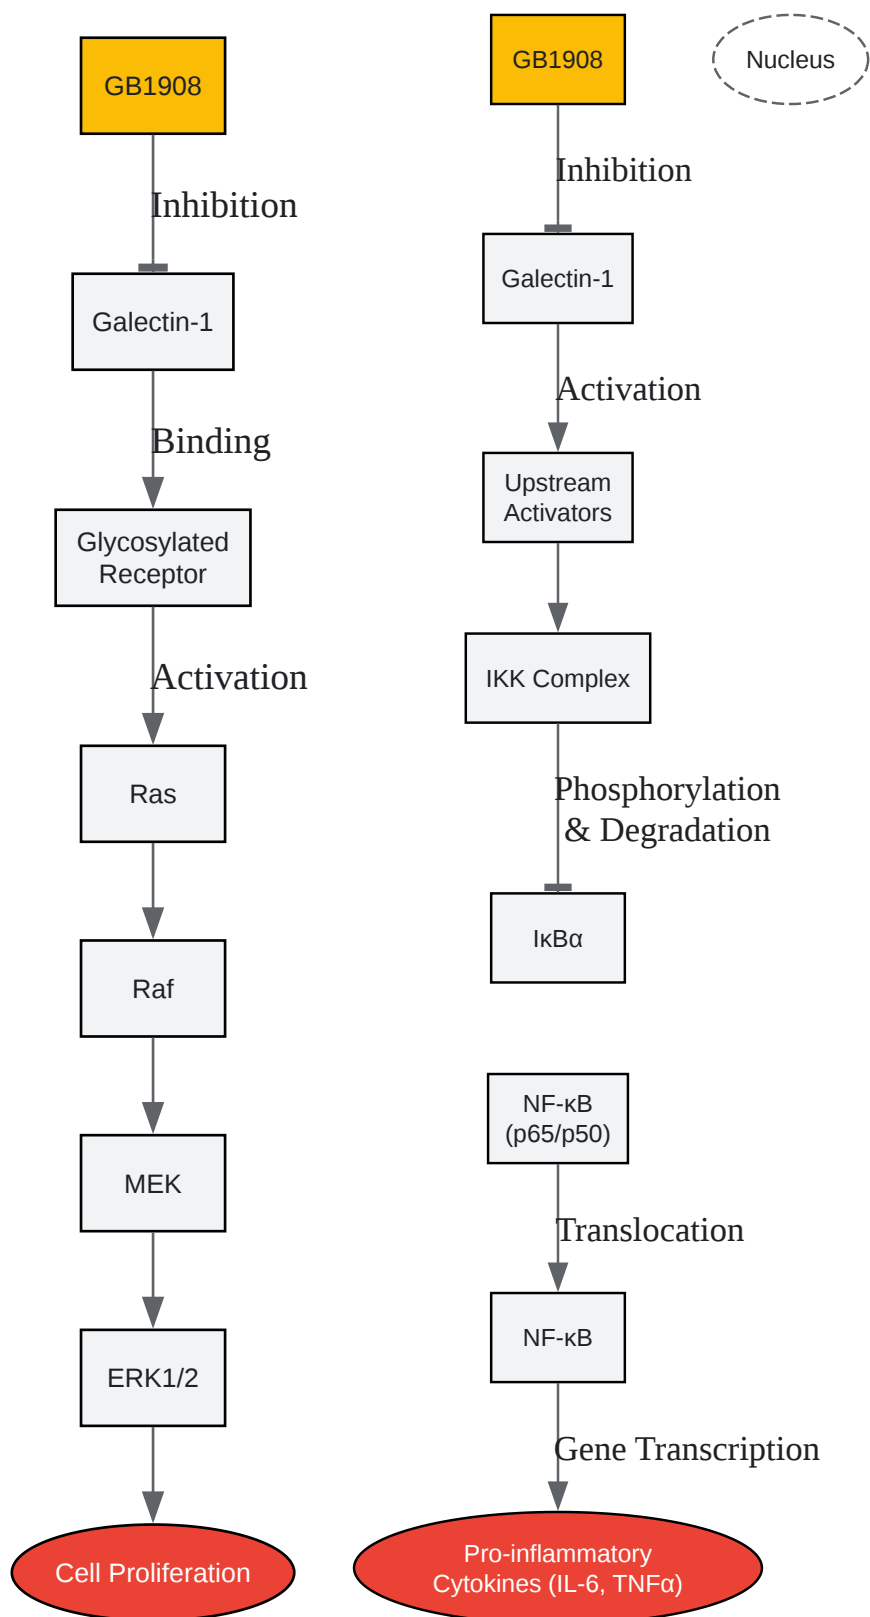 GB1908
Inhibition
Galectin-1
Binding
Glycosylated
Receptor
Activation
Ras
Raf
MEK
ERK1/2
Cell Proliferation
GB1908
Inhibition
Galectin-1
Activation
Upstream
Activators
IKK Complex
Phosphorylation
& Degradation
IκBα
NF-κB
(p65/p50)
Translocation
NF-κB
Gene Transcription
Pro-inflammatory
Cytokines (IL-6, TNFα)
Nucleus